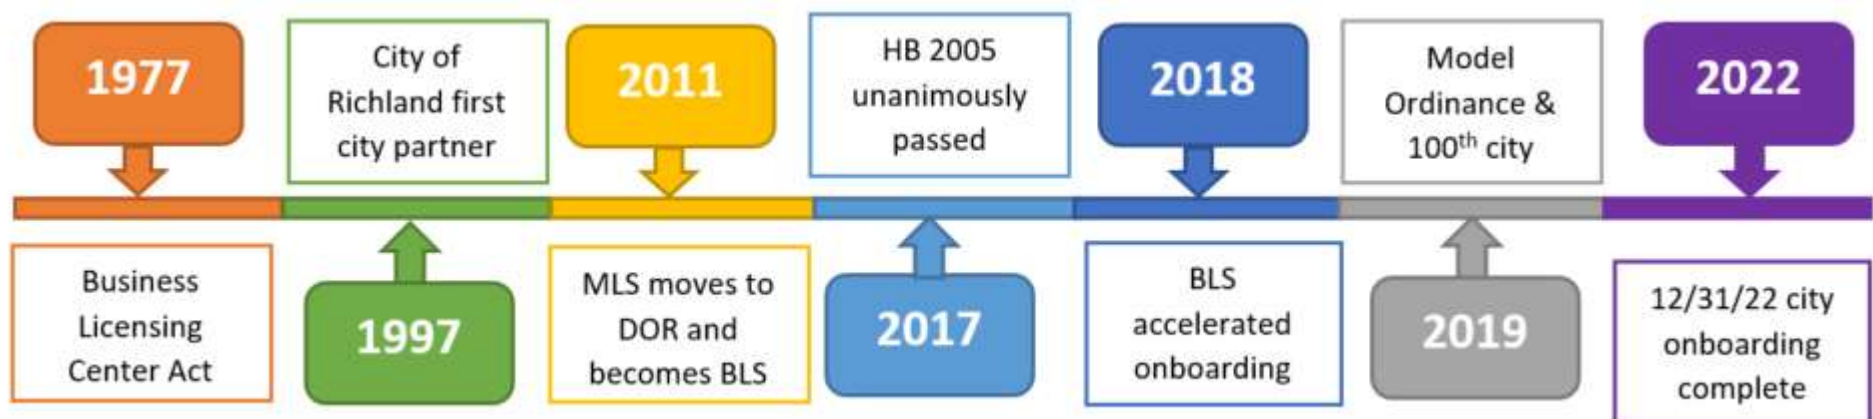 1977
Business
Licensing
Center Act
City of
Richland first
city partner
1997
2011
MLS moves to
DOR and
becomes BLS
HB 2005
unanimously
passed
2017
2018
BLS
accelerated
onboarding
Model
Ordinance &
100th city
2019
2022
12/31/22 city
onboarding
complete